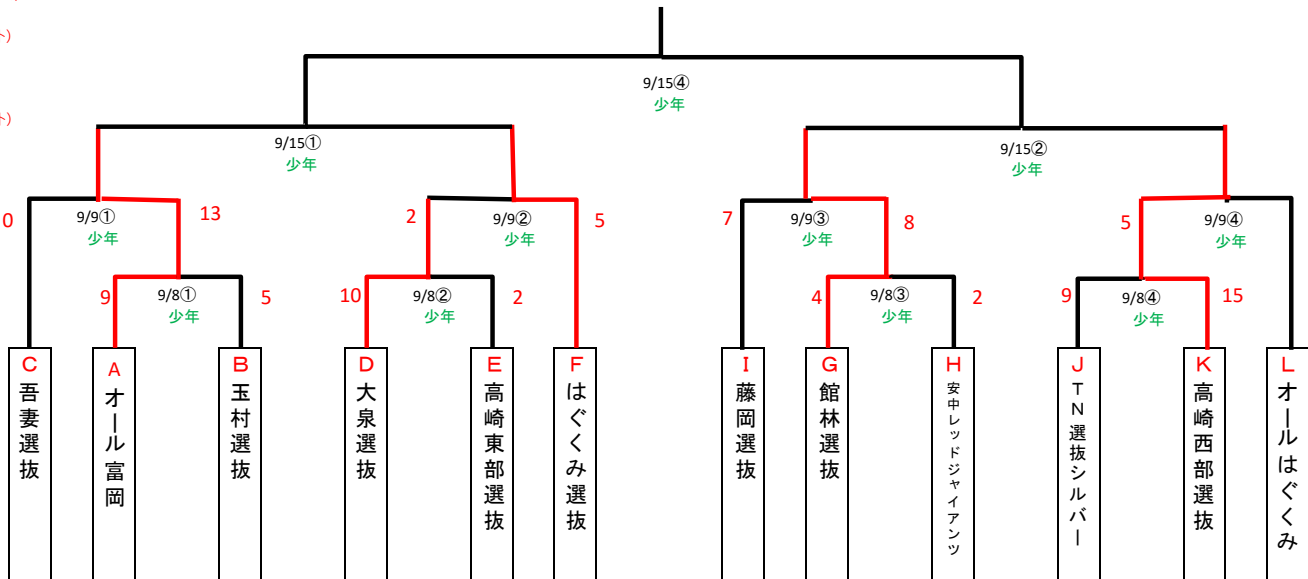 ト)
9/15④
少年
ト)
9/15①
少年
9/15②
少年
0
9/9①
少年
13
2
9/9②
少年
5
7
9/9③
少年
8
5
9/9④
少年
9
9/8①
少年
5
10
9/8②
少年
2
4
9/8③
少年
2
9
9/8④
少年
15
C
吾妻選抜
A
オール富岡
B
玉村選抜
D
大泉選抜
E
高崎東部選抜
F
はぐくみ選抜
I
藤岡選抜
G
館林選抜
H
安中レッドジャイアンツ
J
TN選抜シルバー
K
高崎西部選抜
L
オールはぐくみ